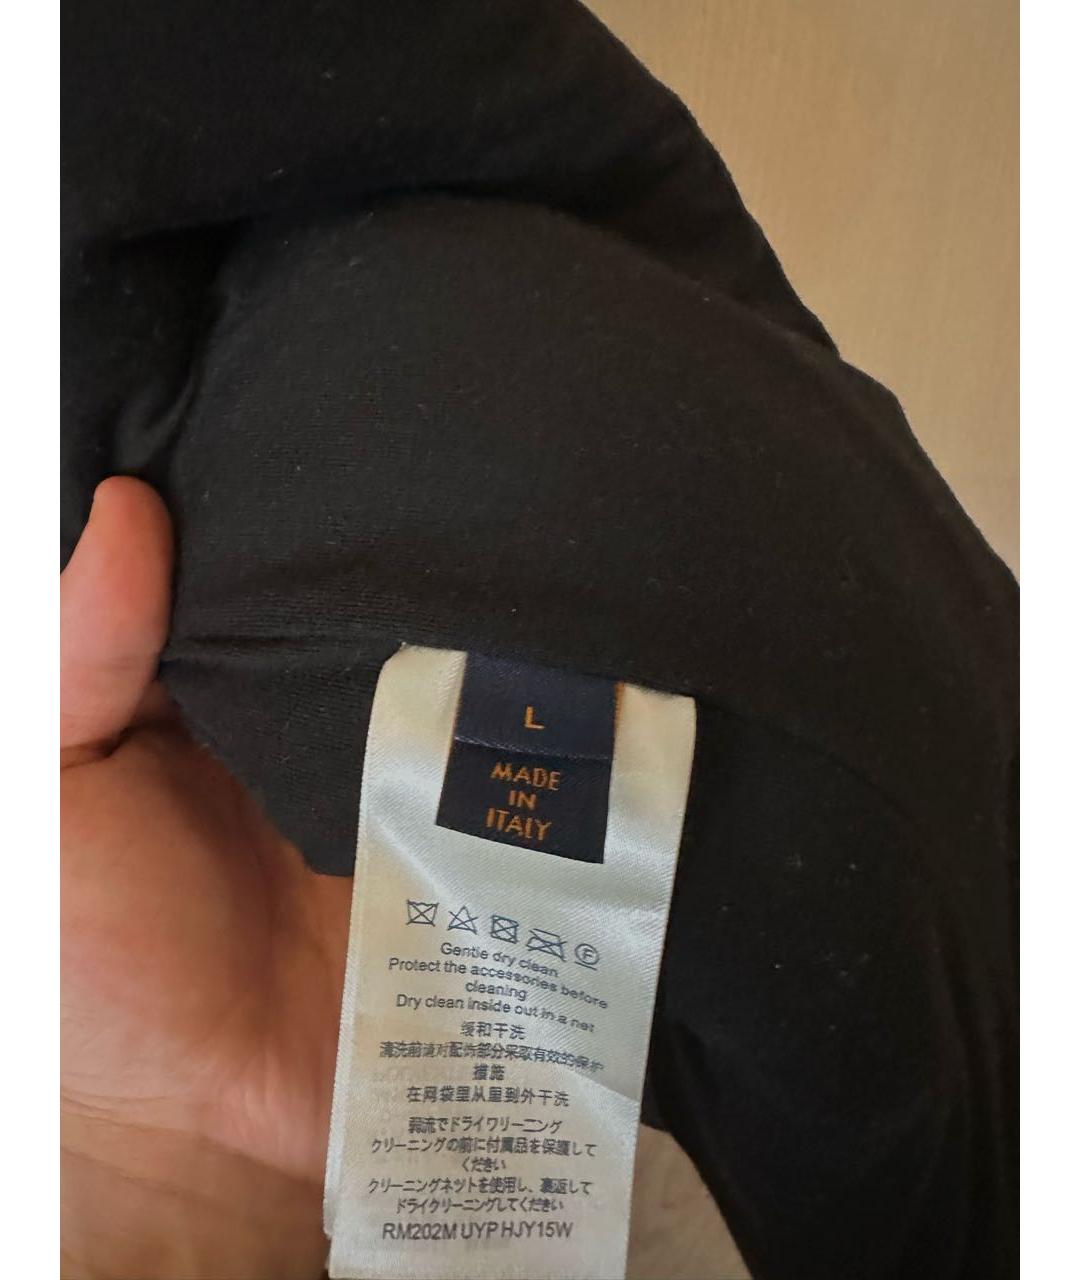 L
MADE
IN
ITALY
F
Gentle dry clean
Protect the accessories before
cleaning
Dry clean inside out in a net
缓和干洗
清洗前请对配饰部分采取有效的保护
措施
在网袋里从里到外干洗
弱流でドライクリーニング
クリーニングの前に付属品を保護して
ください
クリーニングネットを使用し、裏返して
ドライクリーニングしてください
RM202M UYP HJY15W